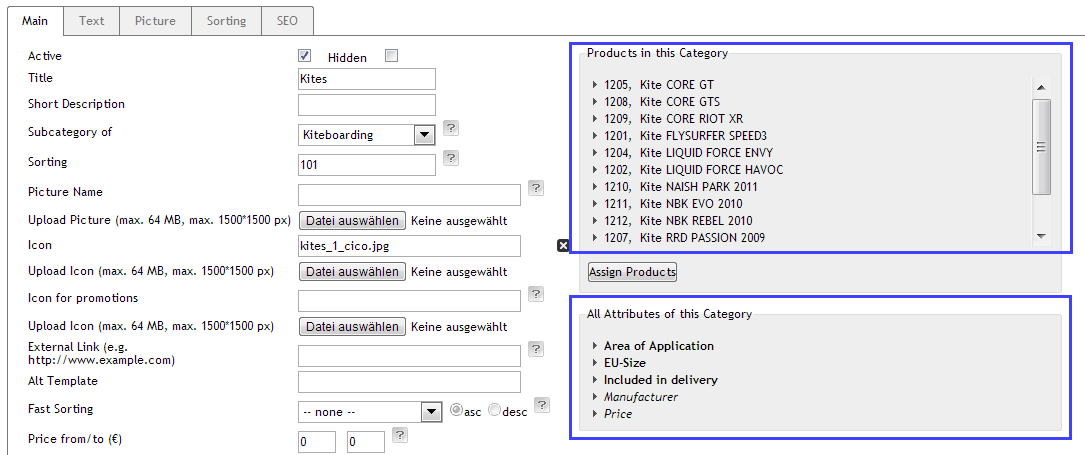 Main Text Picture Sorting SEO
Active Hidden
Title Kites
Short Description
Subcategory of Kiteboarding ?
Sorting 101 ?
Picture Name ?
Upload Picture (max. 64 MB, max. 1500*1500 px) Datei auswählen Keine ausgewählt
Icon kites_1_cico.jpg
Upload Icon (max. 64 MB, max. 1500*1500 px) Datei auswählen Keine ausgewählt
Icon for promotions ?
Upload Icon (max. 64 MB, max. 1500*1500 px) Datei auswählen Keine ausgewählt
External Link (e.g.
http://www.example.com) ?
Alt Template
Fast Sorting -- none -- asc desc ?
Price from/to (€) 0 0 ?
Products in this Category
1205, Kite CORE GT
1208, Kite CORE GTS
1209, Kite CORE RIOT XR
1201, Kite FLYSURFER SPEED3
1204, Kite LIQUID FORCE ENVY
1202, Kite LIQUID FORCE HAVOC
1210, Kite NAISH PARK 2011
1211, Kite NBK EVO 2010
1212, Kite NBK REBEL 2010
1207, Kite RRD PASSION 2009
Assign Products
All Attributes of this Category
Area of Application
EU-Size
Included in delivery
Manufacturer
Price